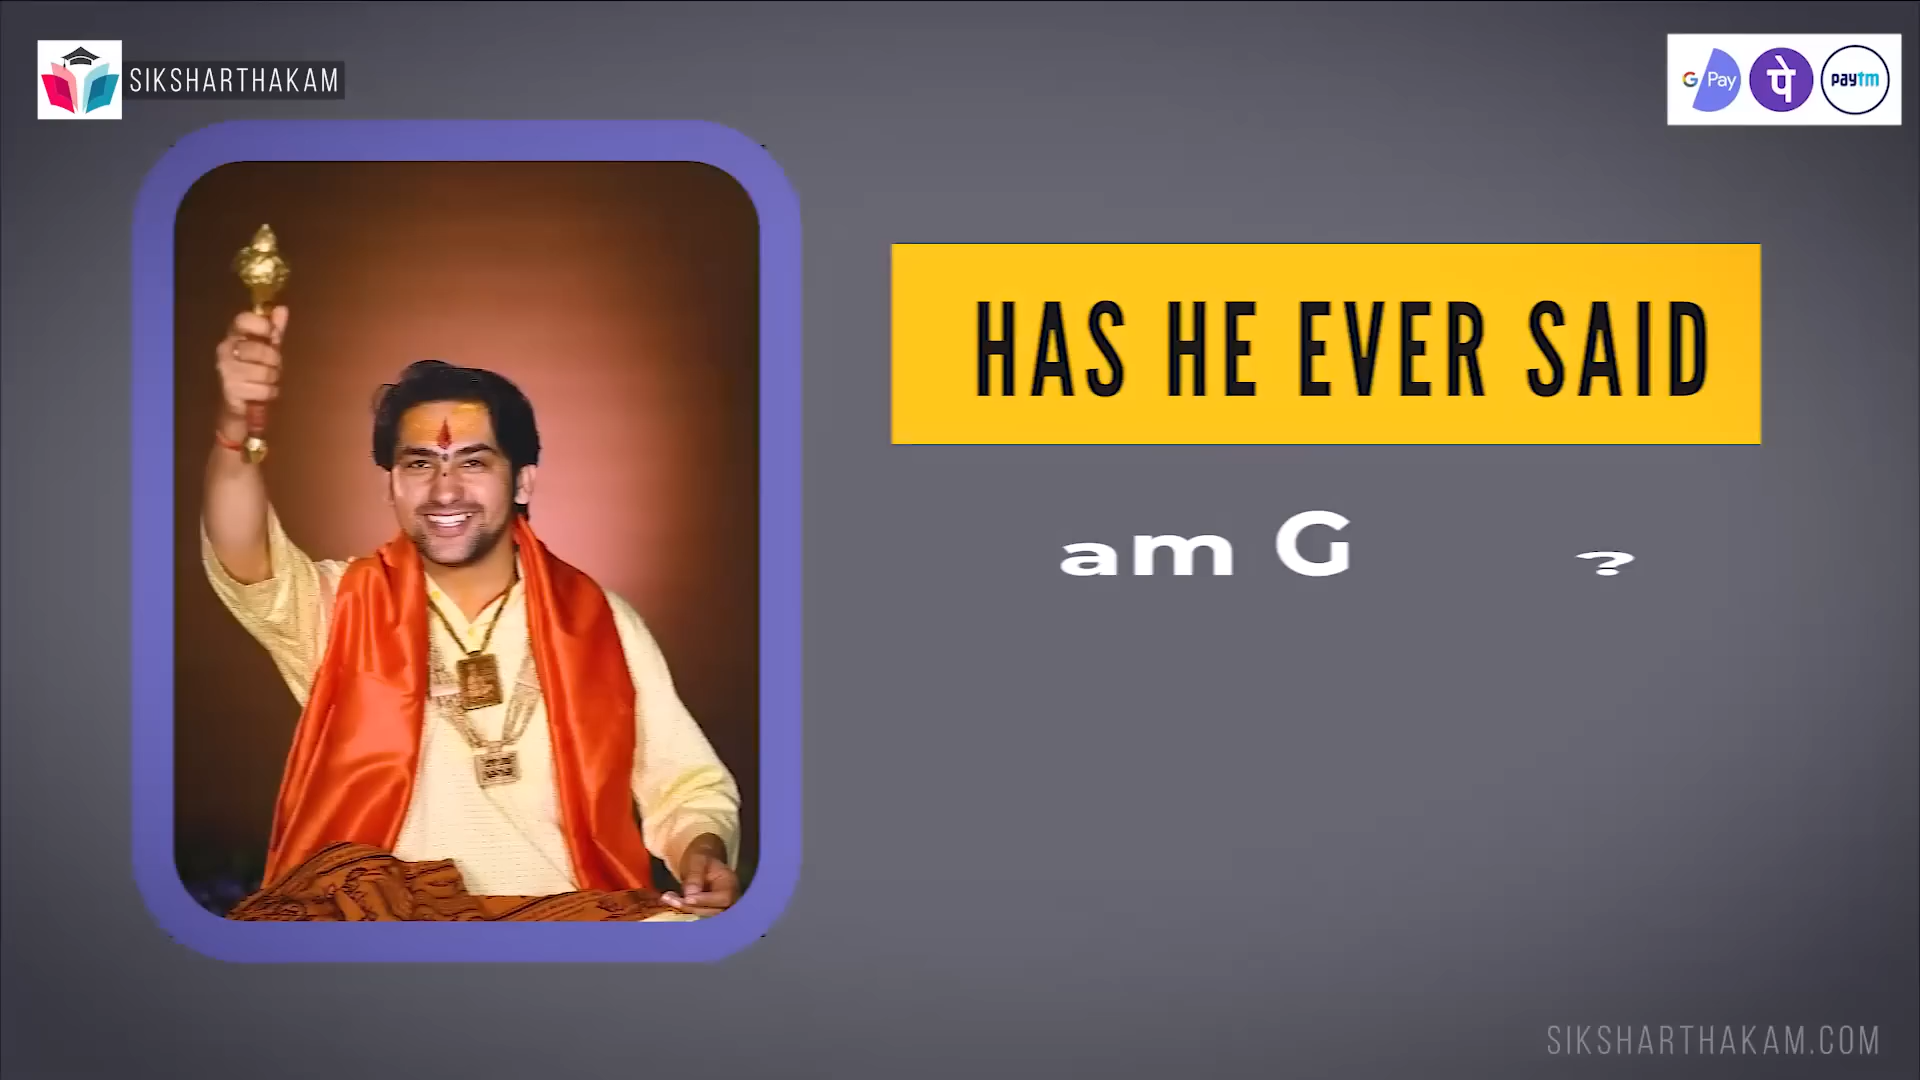 SIKSHARTHAKAM
G Pay पे paytm
HAS HE EVER SAID
am G ?
SIKSHARTHAKAM.COM